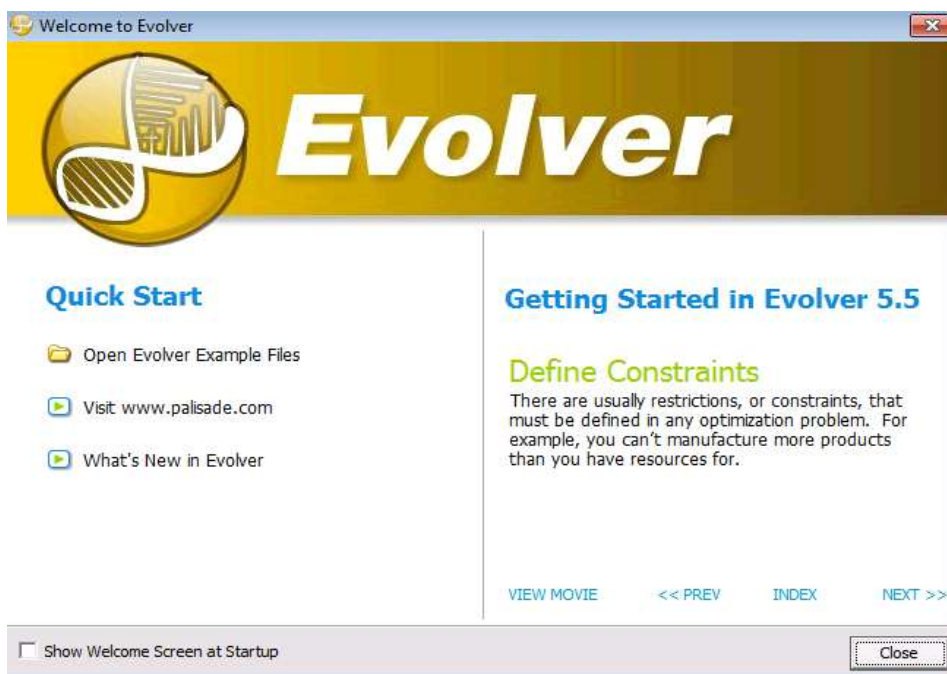 Welcome to Evolver
Evolver
Quick Start
Open Evolver Example Files
Visit www.palisade.com
What's New in Evolver
Getting Started in Evolver 5.5
Define Constraints
There are usually restrictions, or constraints, that
must be defined in any optimization problem.  For
example, you can't manufacture more products
than you have resources for.
VIEW MOVIE
<< PREV
INDEX
NEXT >>
Show Welcome Screen at Startup
Close